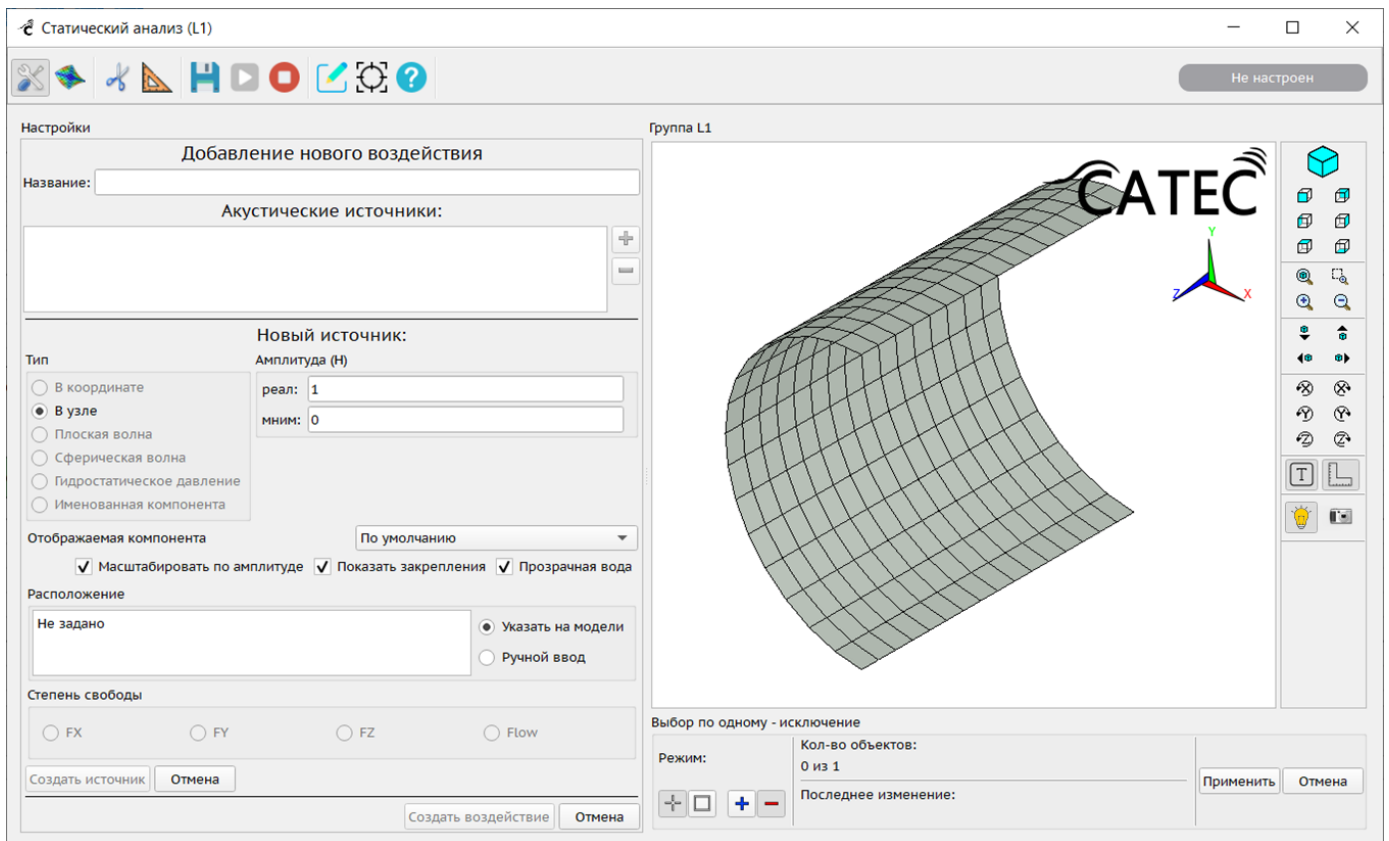 Статический анализ (L1)
Не настроен
Настройки
Добавление нового воздействия
Название:
Акустические источники:
Новый источник:
Тип
Амплитуда (Н)
В координате
реал: 1
В узле
мним: 0
Плоская волна
Сферическая волна
Гидростатическое давление
Именованная компонента
Отображаемая компонента
По умолчанию
Масштабировать по амплитуде
Показать закрепления
Прозрачная вода
Расположение
Не задано
Указать на модели
Ручной ввод
Степень свободы
FX
FY
FZ
Flow
Создать источник
Отмена
Создать воздействие
Отмена
Группа L1
CATEC
Y
Z
X
X
X
Y
Y
Z
Z
T
Выбор по одному - исключение
Режим:
Кол-во объектов:
0 из 1
Последнее изменение:
Применить
Отмена